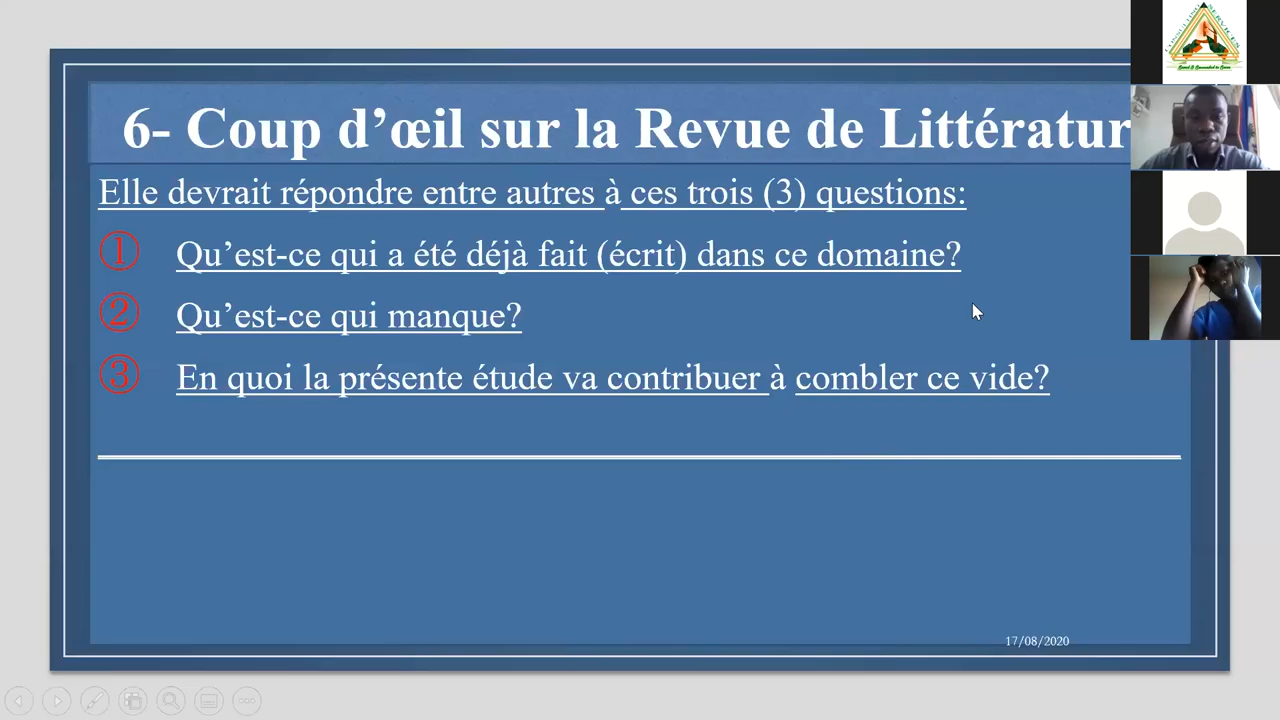 6- Coup d’œil sur la Revue de Littératur
Elle devrait répondre entre autres à ces trois (3) questions:
① Qu’est-ce qui a été déjà fait (écrit) dans ce domaine?
② Qu’est-ce qui manque?
③ En quoi la présente étude va contribuer à combler ce vide?
17/08/2020